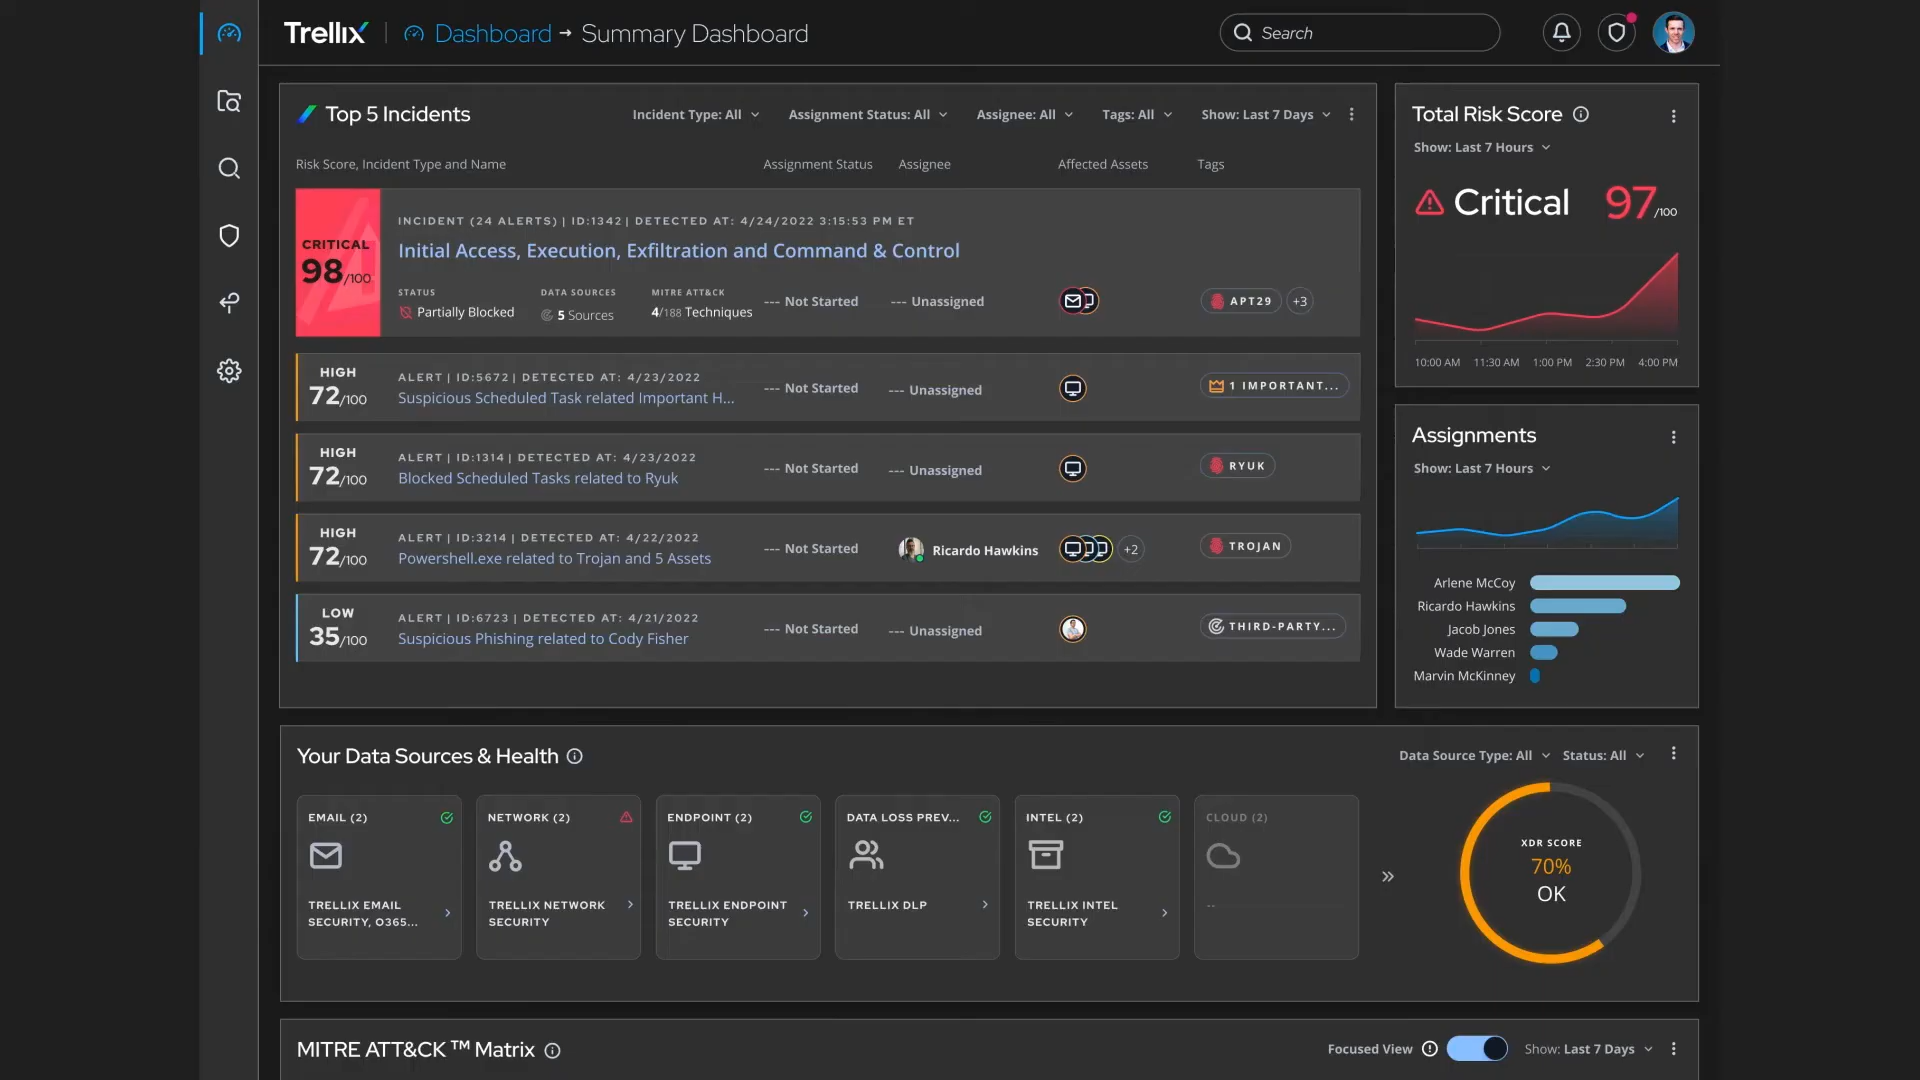 Trellix
Dashboard → Summary Dashboard
Search
Top 5 Incidents
Incident Type: All
Assignment Status: All
Assignee: All
Tags: All
Show: Last 7 Days
Risk Score, Incident Type and Name
Assignment Status
Assignee
Affected Assets
Tags
CRITICAL
98/100
INCIDENT (24 ALERTS) | ID:1342 | DETECTED AT: 4/24/2022 3:15:53 PM ET
Initial Access, Execution, Exfiltration and Command & Control
STATUS
Partially Blocked
DATA SOURCES
5 Sources
MITRE ATT&CK
4/188 Techniques
--- Not Started
--- Unassigned
APT29
+3
HIGH
72/100
ALERT | ID:5672 | DETECTED AT: 4/23/2022
Suspicious Scheduled Task related Important H...
--- Not Started
--- Unassigned
1 IMPORTANT...
HIGH
72/100
ALERT | ID:1314 | DETECTED AT: 4/23/2022
Blocked Scheduled Tasks related to Ryuk
--- Not Started
--- Unassigned
RYUK
HIGH
72/100
ALERT | ID:3214 | DETECTED AT: 4/22/2022
Powershell.exe related to Trojan and 5 Assets
--- Not Started
Ricardo Hawkins
+2
TROJAN
LOW
35/100
ALERT | ID:6723 | DETECTED AT: 4/21/2022
Suspicious Phishing related to Cody Fisher
--- Not Started
--- Unassigned
THIRD-PARTY...
Total Risk Score
Show: Last 7 Hours
Critical 97/100
10:00 AM 11:30 AM 1:00 PM 2:30 PM 4:00 PM
Assignments
Show: Last 7 Hours
Arlene McCoy
Ricardo Hawkins
Jacob Jones
Wade Warren
Marvin McKinney
Your Data Sources & Health
Data Source Type: All
Status: All
EMAIL (2)
TRELLIX EMAIL
SECURITY, O365...
NETWORK (2)
TRELLIX NETWORK
SECURITY
ENDPOINT (2)
TRELLIX ENDPOINT
SECURITY
DATA LOSS PREV...
TRELLIX DLP
INTEL (2)
TRELLIX INTEL
SECURITY
CLOUD (2)
--
XDR SCORE
70%
OK
MITRE ATT&CK ™ Matrix
Focused View
Show: Last 7 Days